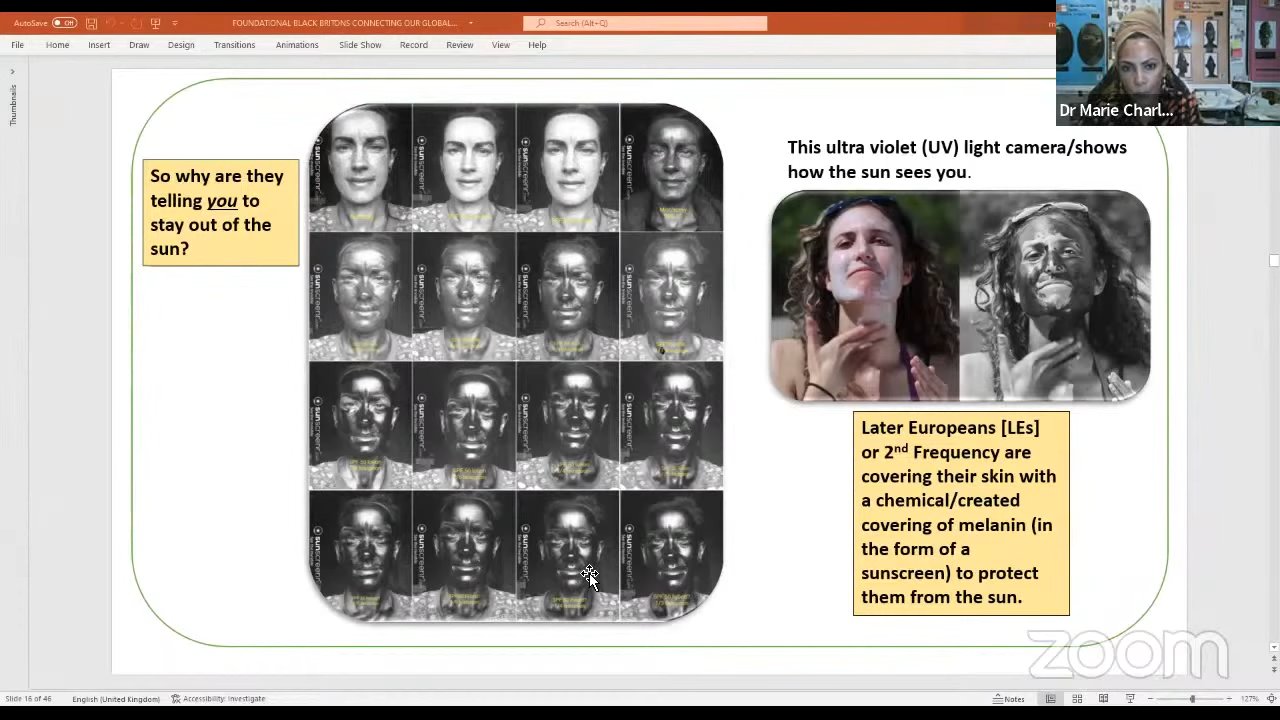 AutoSave
Off
FOUNDATIONAL BLACK BRITONS CONNECTING OUR GLOBAL...
Search (Alt+Q)
File Home Insert Draw Design Transitions Animations Slide Show Record Review View Help
Dr Marie Charl...
Thumbnails
So why are they
telling you to
stay out of the
sun?
This ultra violet (UV) light camera/shows
how the sun sees you.
sunscreenr
Later Europeans [LEs]
or 2nd Frequency are
covering their skin with
a chemical/created
covering of melanin (in
the form of a
sunscreen) to protect
them from the sun.
zoom
Slide 16 of 46 English (United Kingdom) Accessibility: Investigate Notes 127%